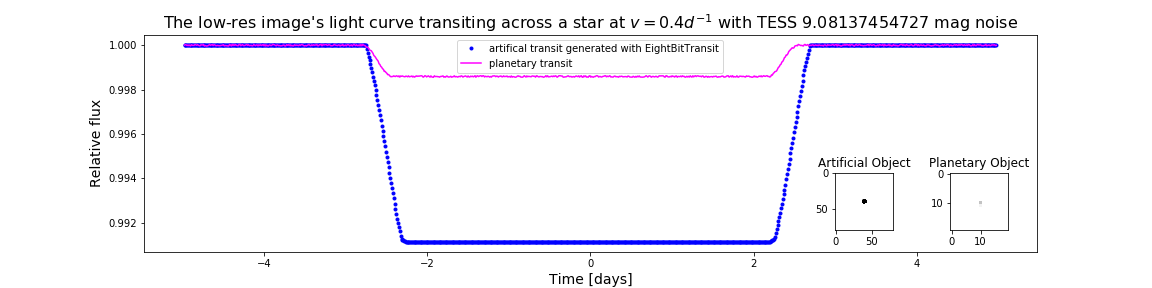 The low-res image's light curve transiting across a star at v = 0.4d⁻¹ with TESS 9.08137454727 mag noise
1.000
0.998
0.996
0.994
0.992
Relative flux
artifical transit generated with EightBitTransit
planetary transit
Artificial Object
0
50
0
50
Planetary Object
0
10
0
10
−4
−2
0
2
4
Time [days]